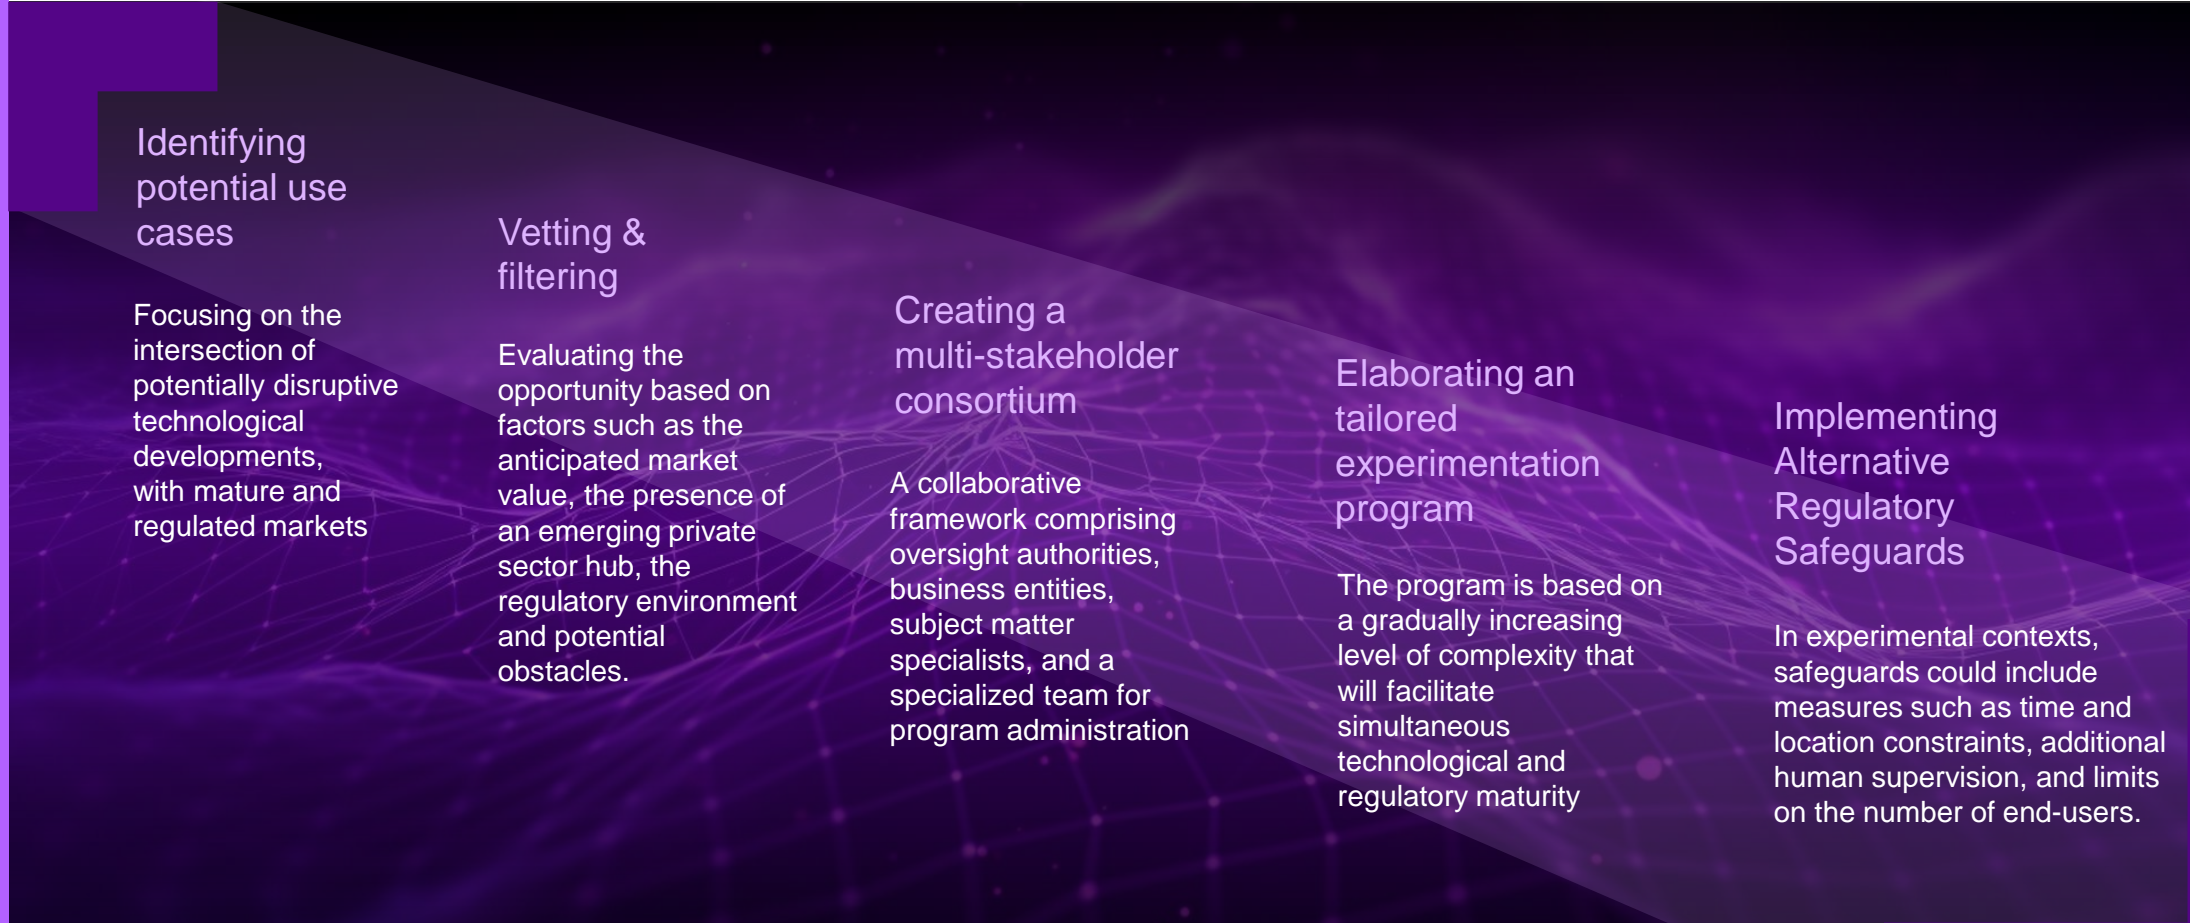 Identifying
potential use
cases
Focusing on the
intersection of
potentially disruptive
technological
developments,
with mature and
regulated markets
Vetting &
filtering
Evaluating the
opportunity based on
factors such as the
anticipated market
value, the presence of
an emerging private
sector hub, the
regulatory environment
and potential
obstacles.
Creating a
multi-stakeholder
consortium
A collaborative
framework comprising
oversight authorities,
business entities,
subject matter
specialists, and a
specialized team for
program administration
Elaborating an
tailored
experimentation
program
The program is based on
a gradually increasing
level of complexity that
will facilitate
simultaneous
technological and
regulatory maturity
Implementing
Alternative
Regulatory
Safeguards
In experimental contexts,
safeguards could include
measures such as time and
location constraints, additional
human supervision, and limits
on the number of end-users.